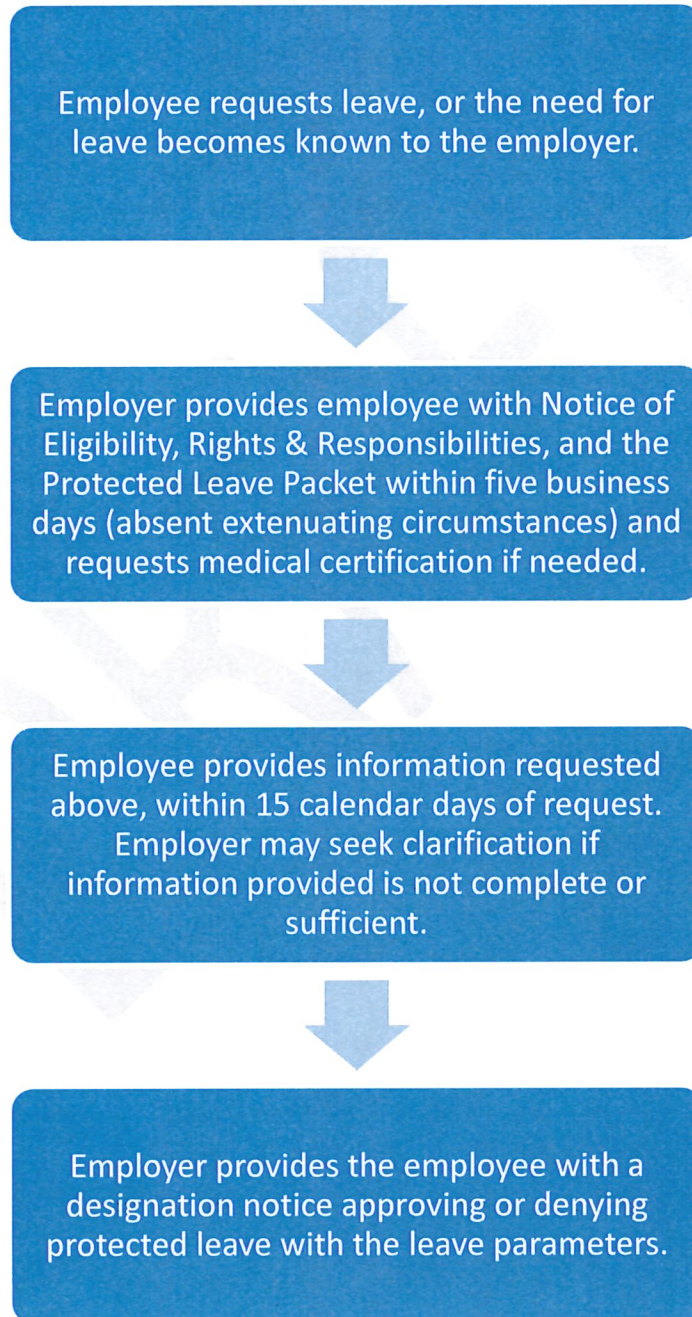 Employee requests leave, or the need for
leave becomes known to the employer.
Employer provides employee with Notice of
Eligibility, Rights & Responsibilities, and the
Protected Leave Packet within five business
days (absent extenuating circumstances) and
requests medical certification if needed.
Employee provides information requested
above, within 15 calendar days of request.
Employer may seek clarification if
information provided is not complete or
sufficient.
Employer provides the employee with a
designation notice approving or denying
protected leave with the leave parameters.